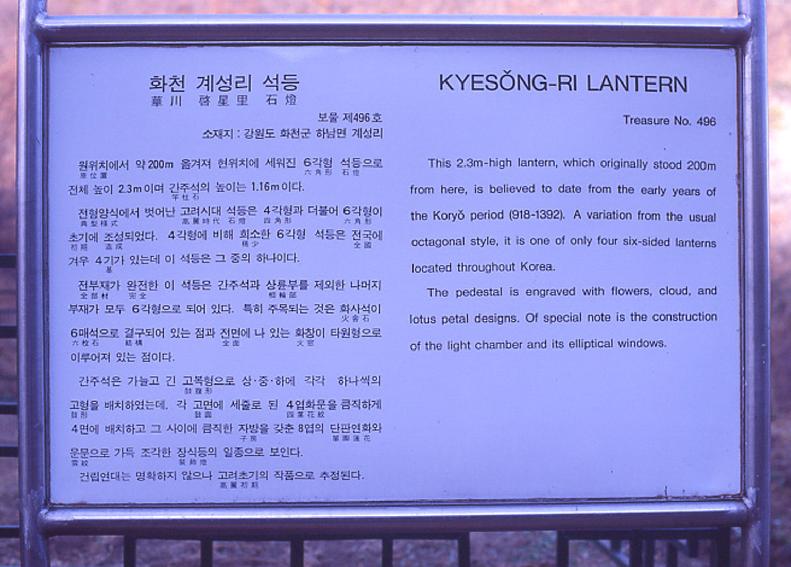 화천 계성리 석등
華川 啓星里 石燈
보물 제496호
소재지 : 강원도 화천군 하남면 계성리
원위치에서 약 200m 옮겨져 현위치에 세워진 6각형 석등으로
原位置 六角形 石燈
전체 높이 2.3m이며 간주석의 높이는 1.16m이다.
竿柱石
전형양식에서 벗어난 고려시대 석등은 4각형과 더불어 6각형이
典型樣式 高麗時代 石燈 四角形 六角形
초기에 조성되었다. 4각형에 비해 희소한 6각형 석등은 전국에
初期 造成 稀少 全國
겨우 4기가 있는데 이 석등은 그 중의 하나이다.
基
전부재가 완전한 이 석등은 간주석과 상륜부를 제외한 나머지
全部材 完全 相輪部
부재가 모두 6각형으로 되어 있다. 특히 주목되는 것은 화사석이
火舍石
6매석으로 결구되어 있는 점과 전면에 나 있는 화창이 타원형으로
六枚石 結構 全面 火窓
이루어져 있는 점이다.
간주석은 가늘고 긴 고복형으로 상·중·하에 각각 하나씩의
鼓腹形
고형을 배치하였는데, 각 고면에 세줄로 된 4엽화문을 큼직하게
鼓形 鼓面 四葉花紋
4면에 배치하고 그 사이에 큼직한 자방을 갖춘 8엽의 단판연화와
子房 單瓣蓮花
운문으로 가득 조각한 장식등의 일종으로 보인다.
雲紋 裝飾燈
건립연대는 명확하지 않으나 고려초기의 작품으로 추정된다.
高麗初期
KYESŎNG-RI LANTERN
Treasure No. 496
This 2.3m-high lantern, which originally stood 200m
from here, is believed to date from the early years of
the Koryŏ period (918-1392). A variation from the usual
octagonal style, it is one of only four six-sided lanterns
located throughout Korea.
The pedestal is engraved with flowers, cloud, and
lotus petal designs. Of special note is the construction
of the light chamber and its elliptical windows.